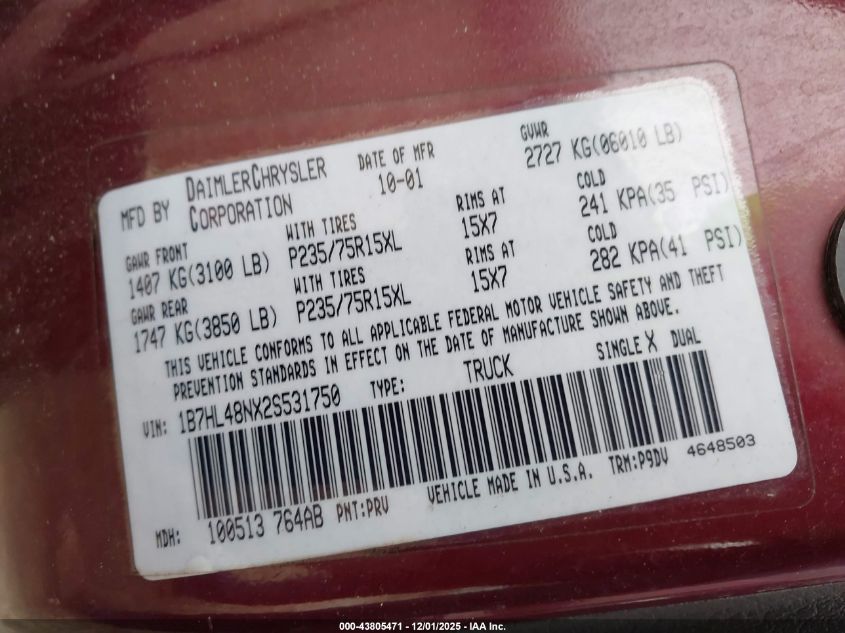 MFD BY DAIMLERCHRYSLER CORPORATION DATE OF MFR 10-01 GVWR 2727 KG(06010 LB)
GAWR FRONT WITH TIRES RIMS AT COLD
1407 KG(3100 LB) P235/75R15XL 15X7 241 KPA(35 PSI)
GAWR REAR WITH TIRES RIMS AT COLD
1747 KG(3850 LB) P235/75R15XL 15X7 282 KPA(41 PSI)
THIS VEHICLE CONFORMS TO ALL APPLICABLE FEDERAL MOTOR VEHICLE SAFETY AND THEFT
PREVENTION STANDARDS IN EFFECT ON THE DATE OF MANUFACTURE SHOWN ABOVE.
VIN: 1B7HL48NX2S531750 TYPE: TRUCK SINGLE X DUAL
MDH: 100513 764AB PNT:PRV VEHICLE MADE IN U.S.A. TRM:P9DV 4648503
000-43805471 - 12/01/2025 - IAA Inc.